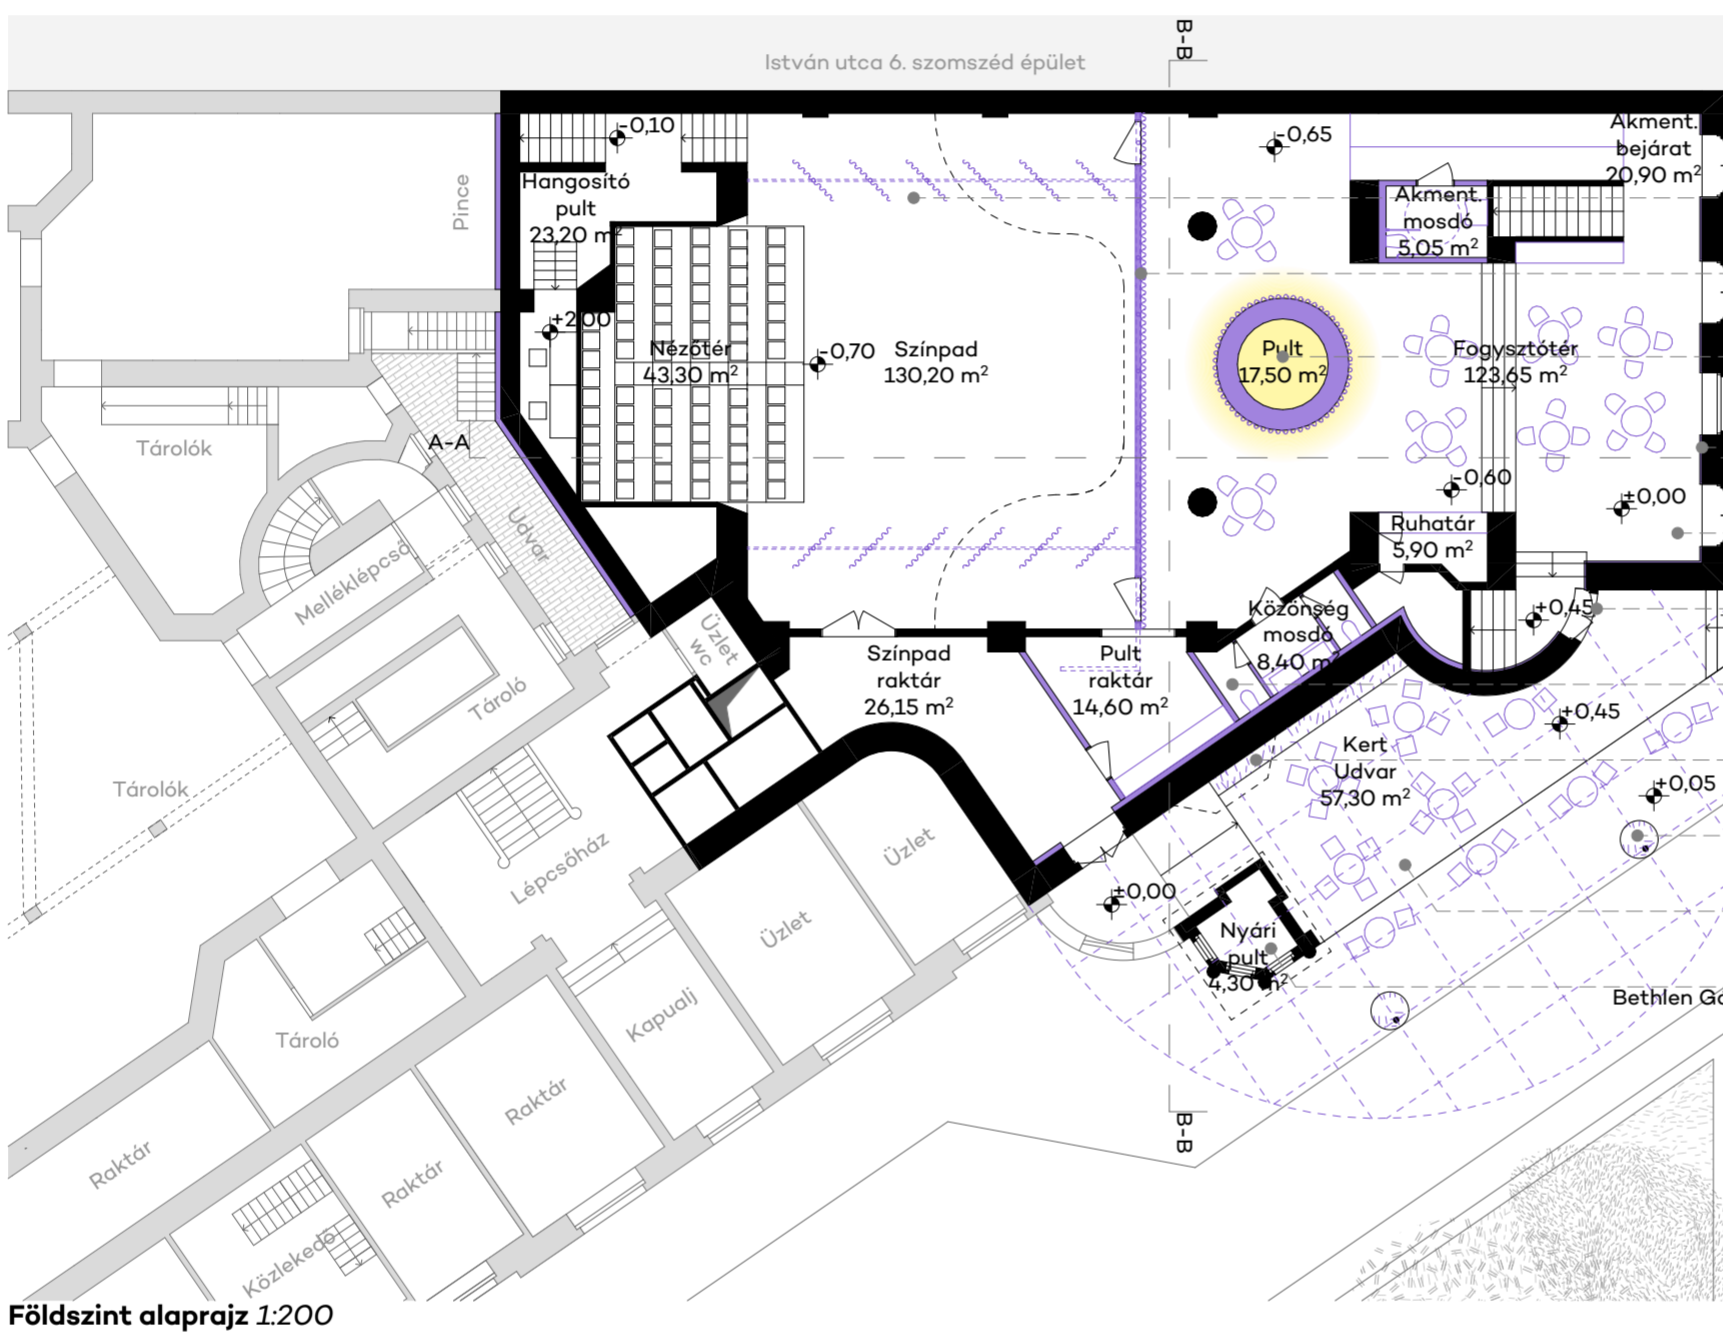 István utca 6. szomszéd épület
B-B
-0,10
-0,65
Akment.
bejárat
20,90 m²
Pince
Hangosító
pult
23,20 m²
Akment.
mosdó
5,05 m²
+2,00
Nézőtér
43,30 m²
-0,70
Színpad
130,20 m²
Pult
17,50 m²
Fogysztótér
123,65 m²
Tárolók
A-A
-0,60
±0,00
Udvar
Ruhatár
5,90 m²
Melléklépcső
+0,45
Közönség
mosdó
8,40 m²
Üzlet
wc
Színpad
raktár
26,15 m²
Pult
raktár
14,60 m²
Tároló
+0,45
Kert
Udvar
57,30 m²
Tárolók
+0,05
Lépcsőház
Üzlet
±0,00
Üzlet
Nyári
pult
4,30 m²
Bethlen Gá
Kapualj
Tároló
Raktár
B-B
Raktár
Raktár
Közlekedő
Földszint alaprajz 1:200